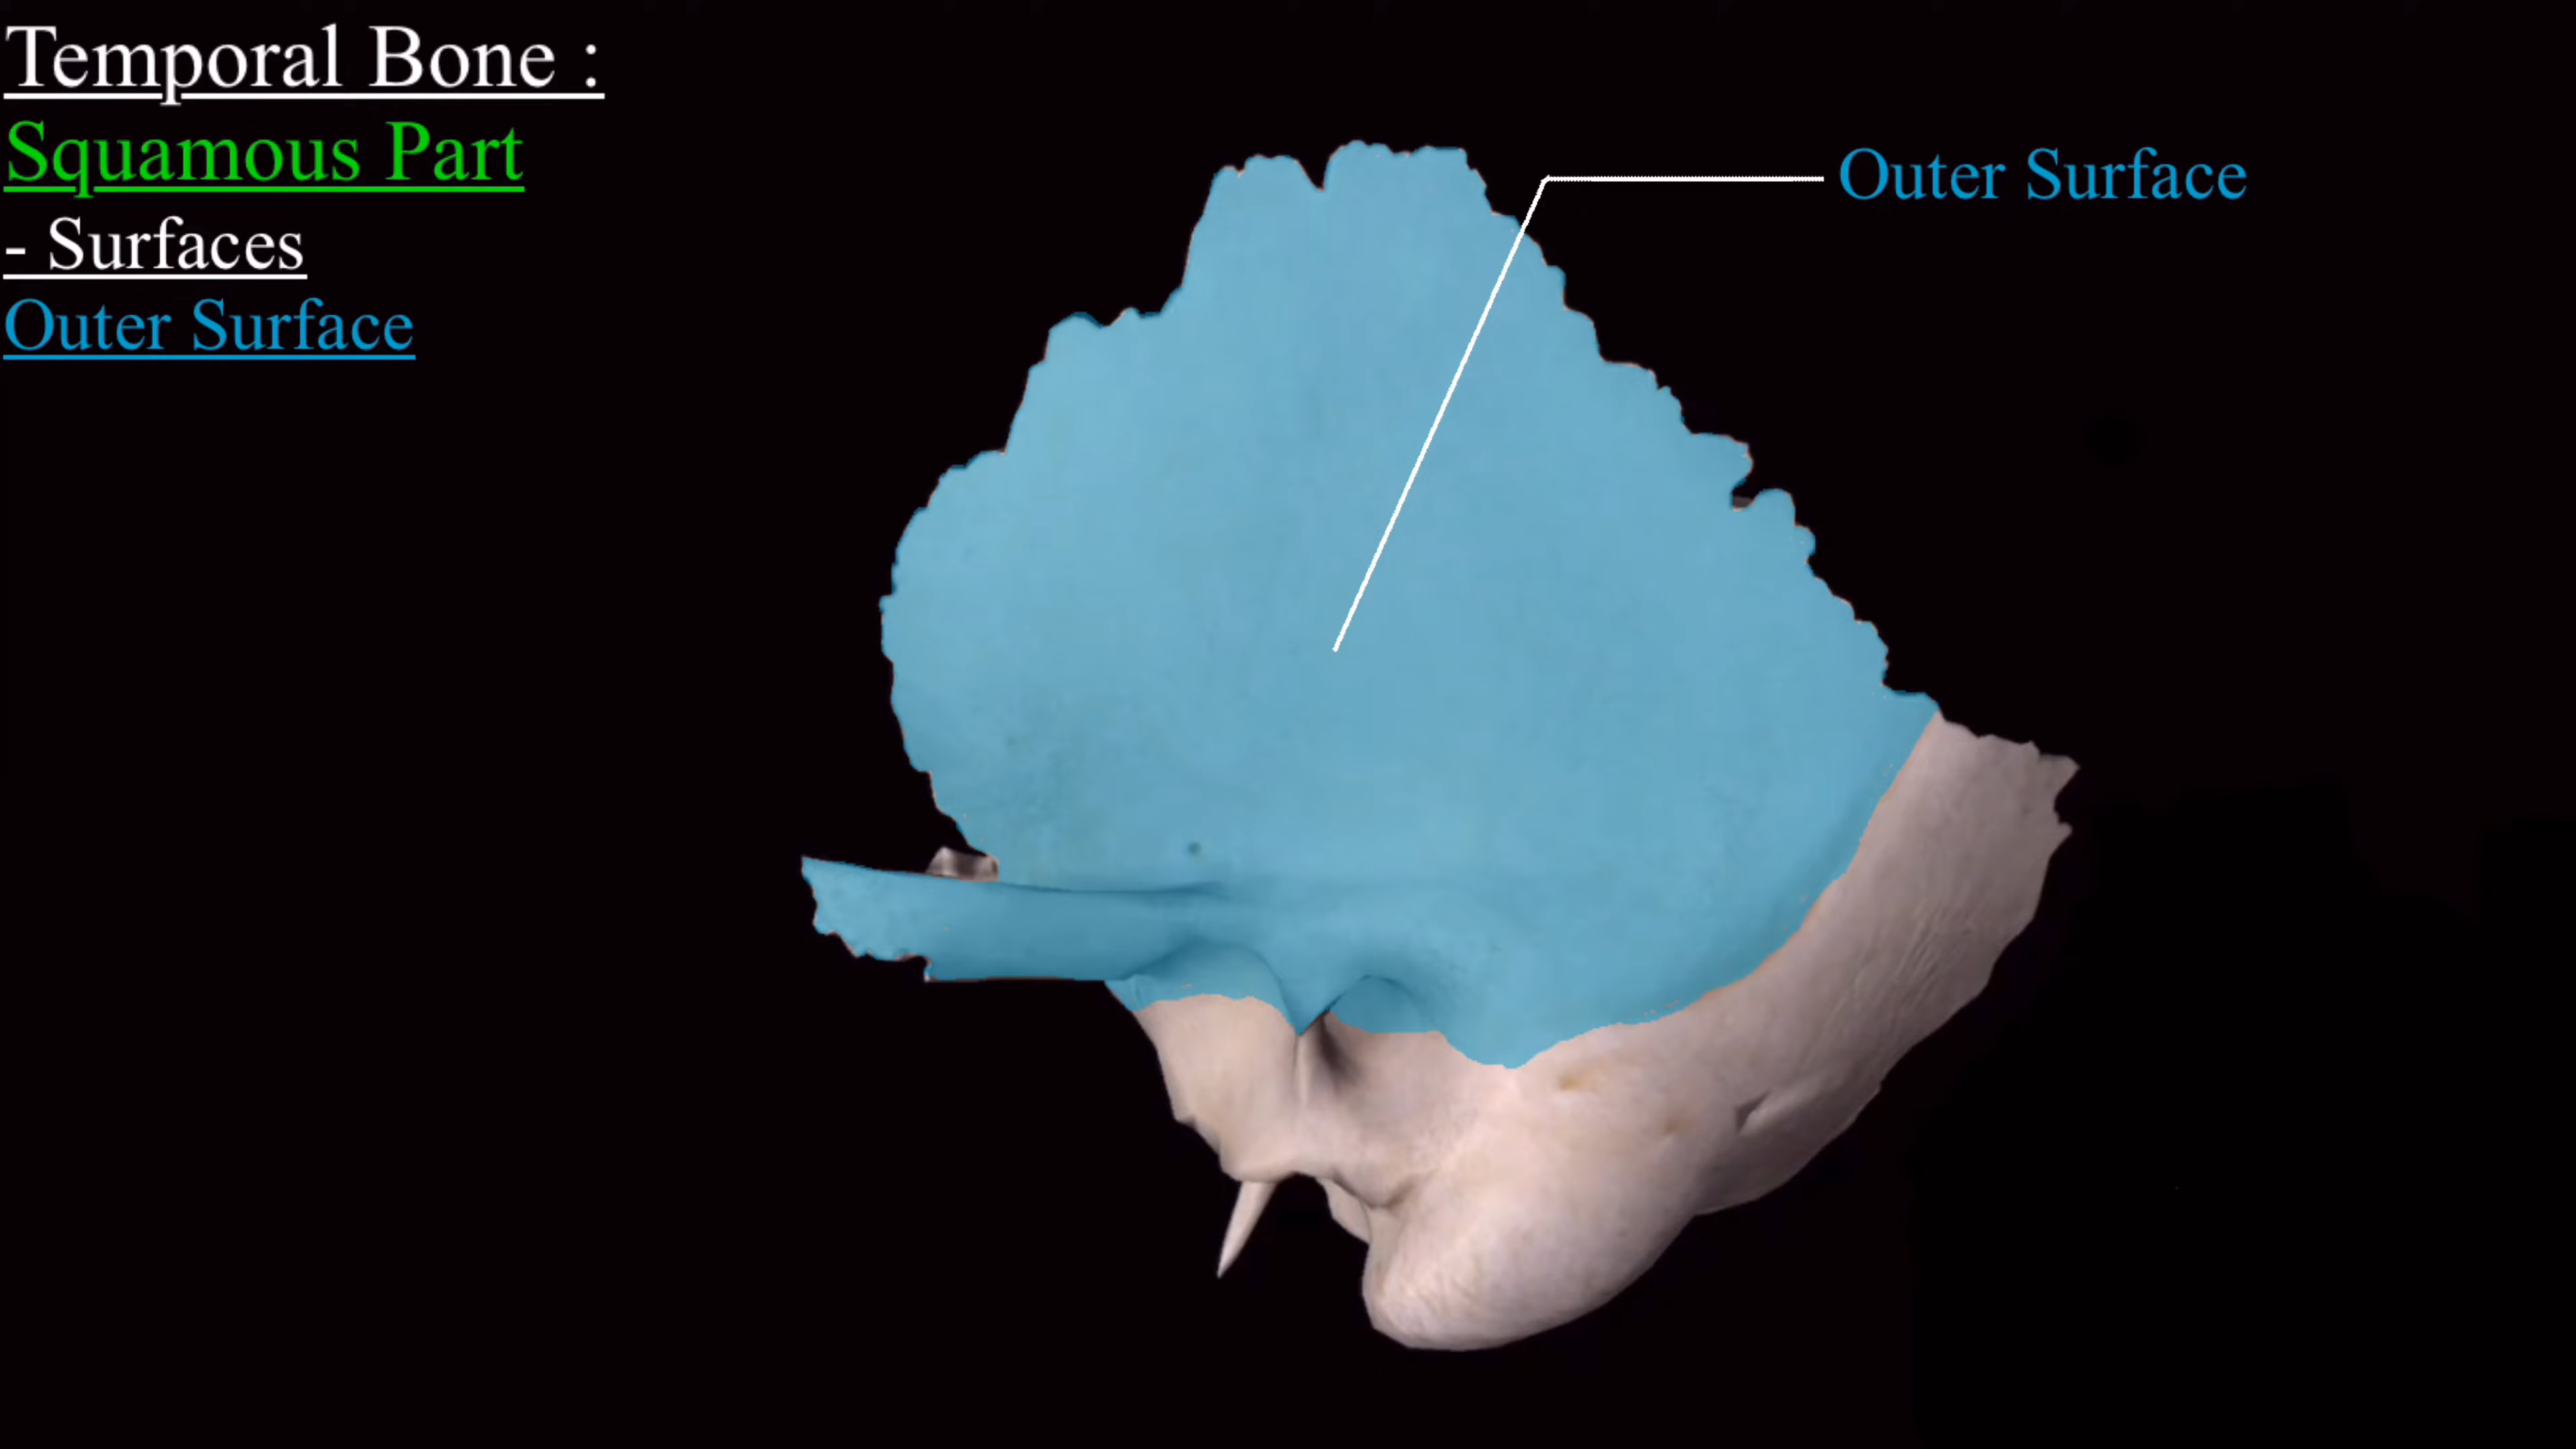 Temporal Bone :
Squamous Part
- Surfaces
Outer Surface
Outer Surface